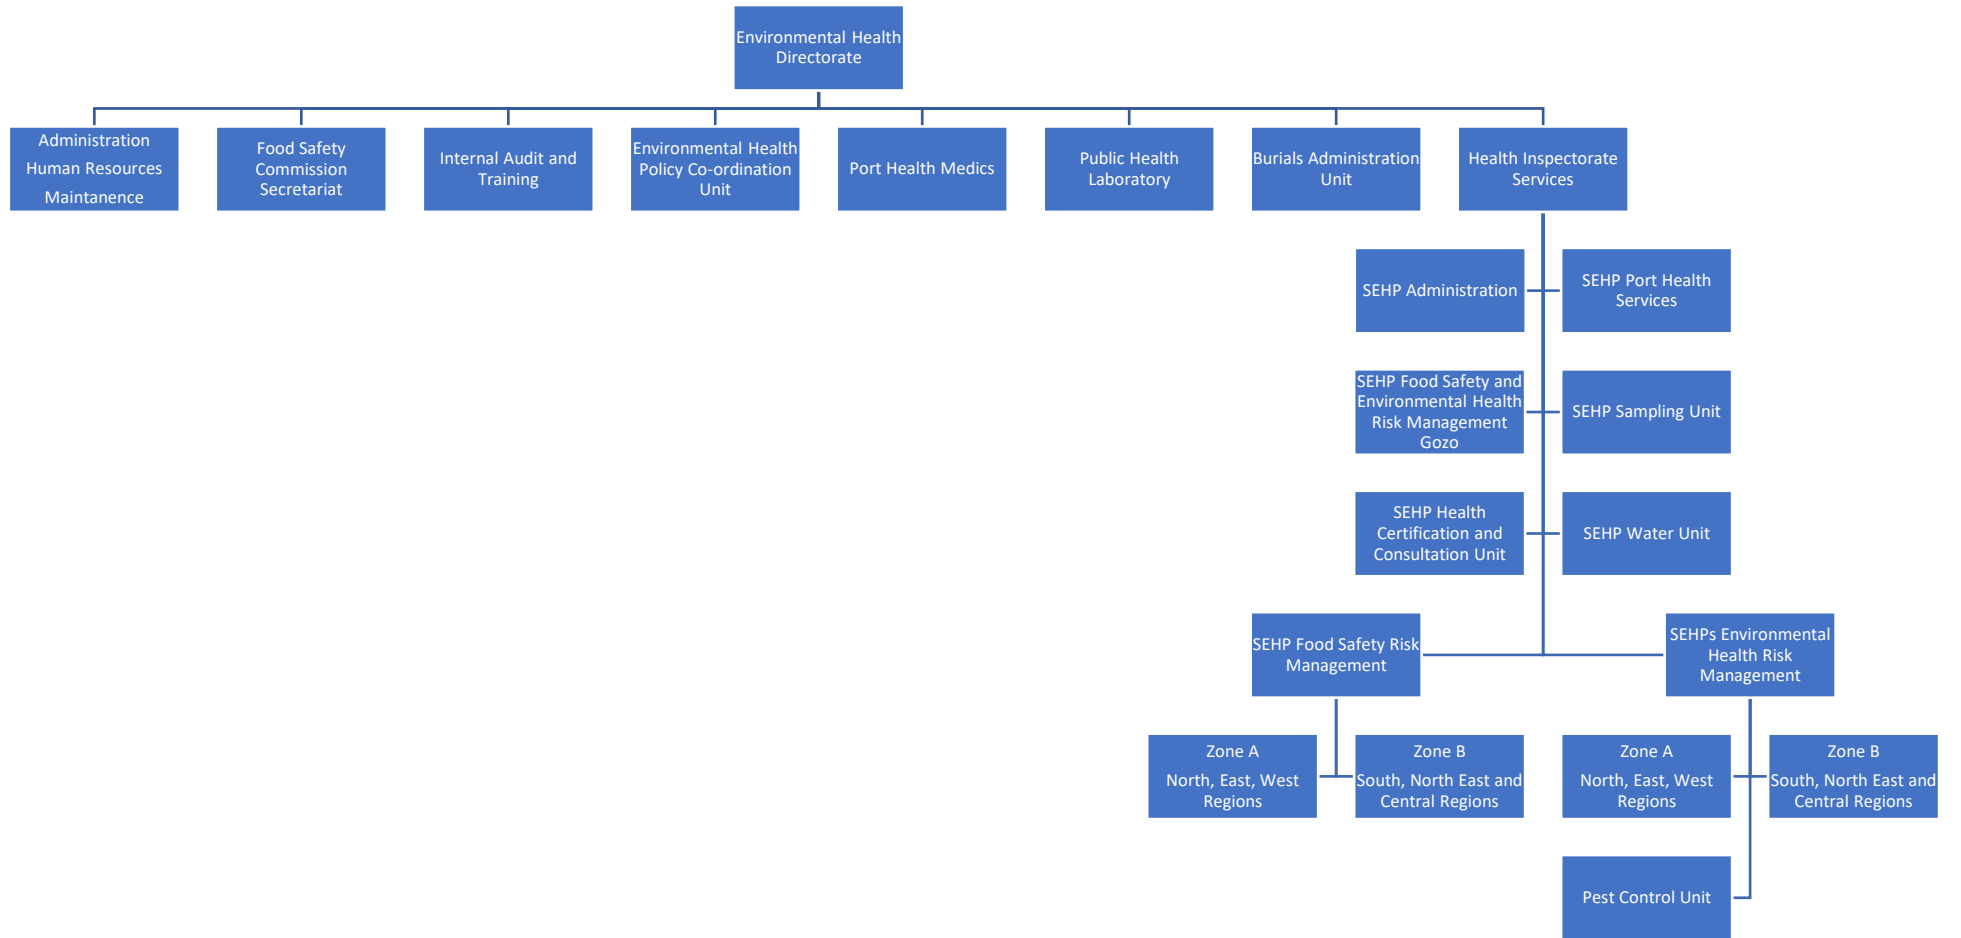 Environmental Health
Directorate
Administration
Human Resources
Maintanence
Food Safety
Commission
Secretariat
Internal Audit and
Training
Environmental Health
Policy Co-ordination
Unit
Port Health Medics
Public Health
Laboratory
Burials Administration
Unit
Health Inspectorate
Services
SEHP Administration
SEHP Port Health
Services
SEHP Food Safety and
Environmental Health
Risk Management
Gozo
SEHP Sampling Unit
SEHP Health
Certification and
Consultation Unit
SEHP Water Unit
SEHP Food Safety Risk
Management
SEHPs Environmental
Health Risk
Management
Zone A
North, East, West
Regions
Zone B
South, North East and
Central Regions
Zone A
North, East, West
Regions
Zone B
South, North East and
Central Regions
Pest Control Unit